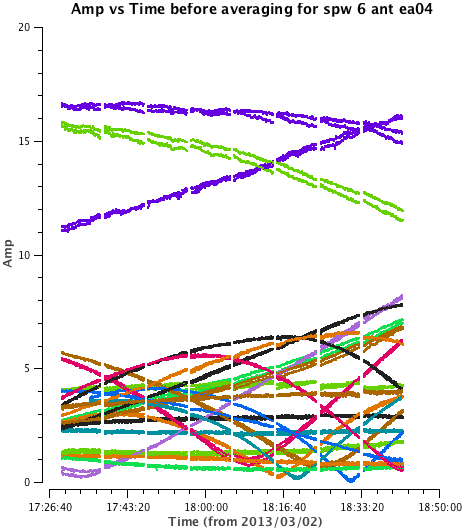 Amp vs Time before averaging for spw 6 ant ea04
20
15
10
5
0
Amp
17:26:40 17:43:20 18:00:00 18:16:40 18:33:20 18:50:00
Time (from 2013/03/02)